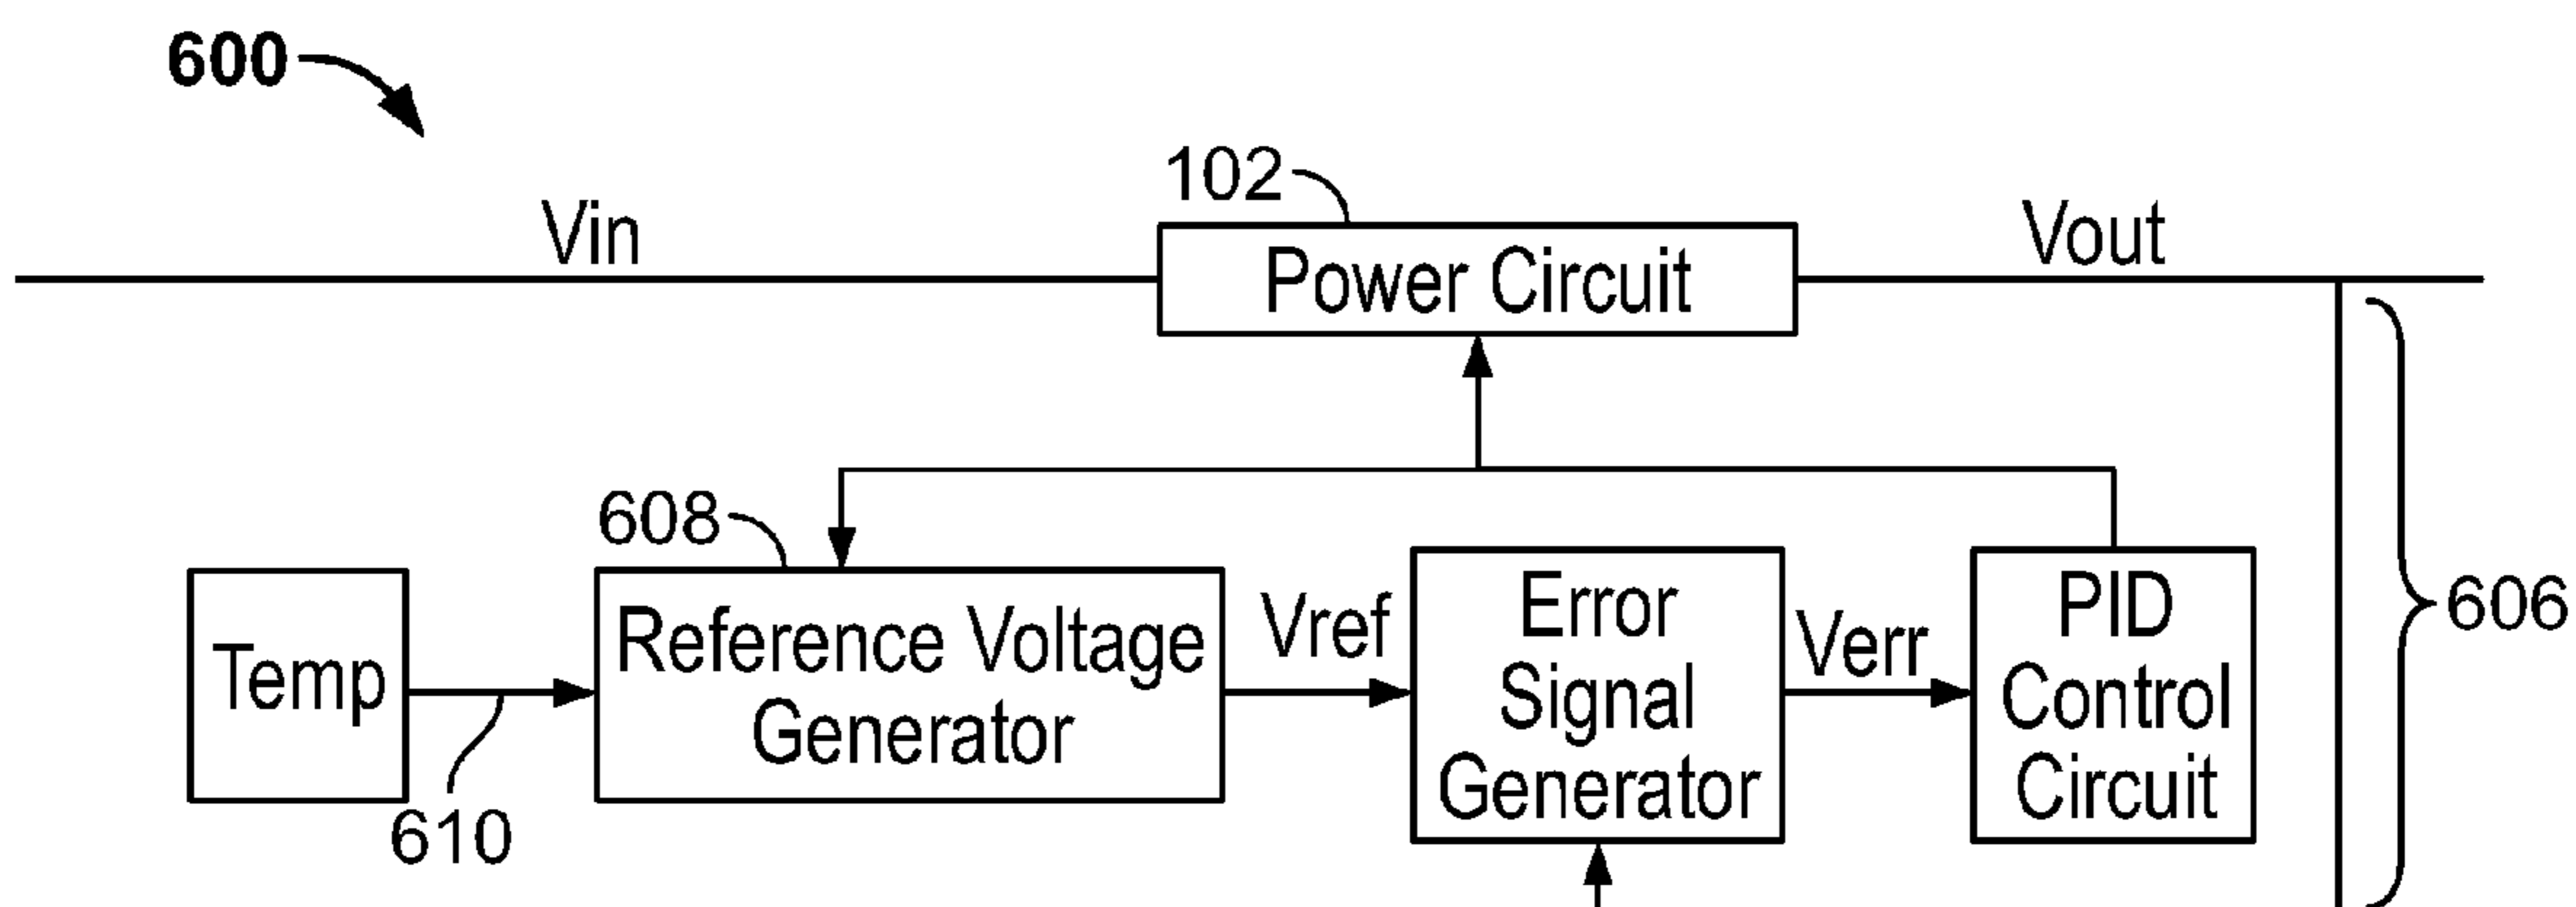 600
102
Vin
Power Circuit
Vout
608
606
Temp
Reference Voltage
Generator
Vref
Error
Signal
Generator
Verr
PID
Control
Circuit
610